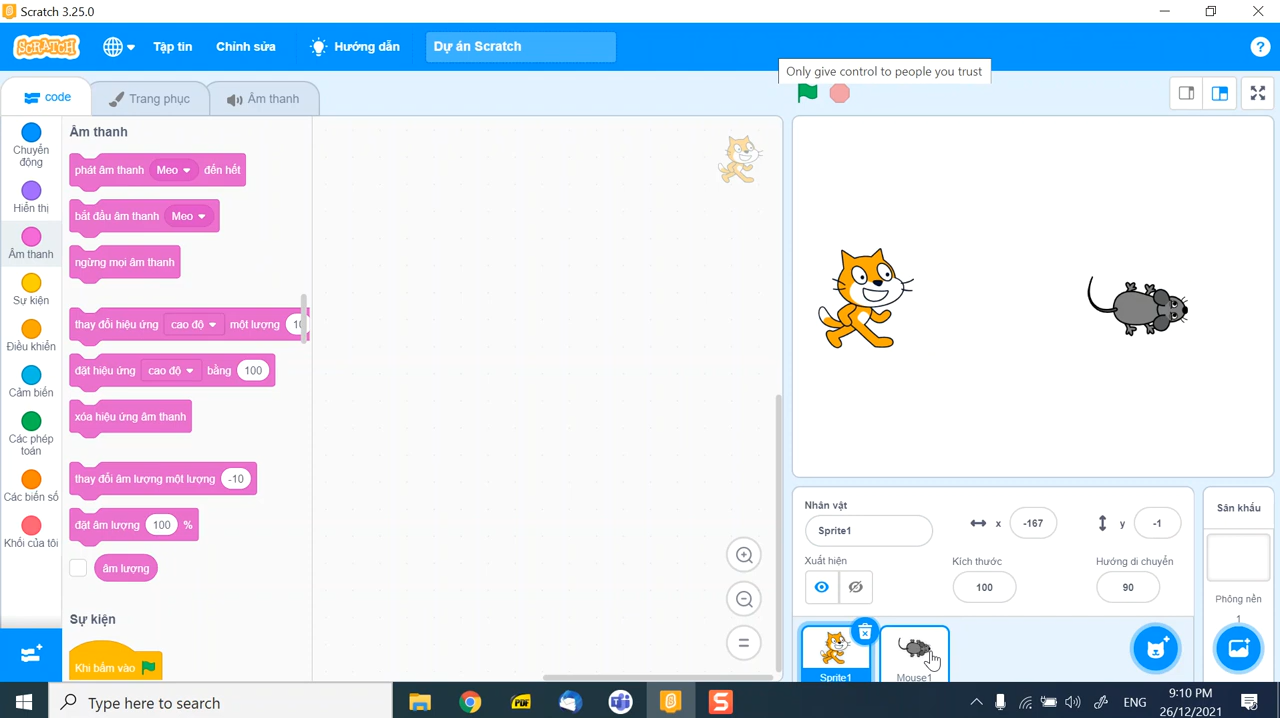 Scratch 3.25.0
SCRATCH
Tập tin
Chỉnh sửa
Hướng dẫn
Dự án Scratch
?
Only give control to people you trust
code
Trang phục
Âm thanh
Chuyển
động
Hiển thị
Âm thanh
Sự kiện
Điều khiển
Cảm biến
Các phép
toán
Các biến số
Khối của tôi
Âm thanh
phát âm thanh Meo đến hết
bắt đầu âm thanh Meo
ngừng mọi âm thanh
thay đổi hiệu ứng cao độ một lượng 10
đặt hiệu ứng cao độ bằng 100
xóa hiệu ứng âm thanh
thay đổi âm lượng một lượng -10
đặt âm lượng 100 %
âm lượng
Sự kiện
Khi bấm vào
Nhân vật
Sprite1
x -167
y -1
Xuất hiện
Kích thước
100
Hướng di chuyển
90
Sprite1
Mouse1
Sân khấu
Phông nền
1
Type here to search
PDF
S
ENG
9:10 PM
26/12/2021